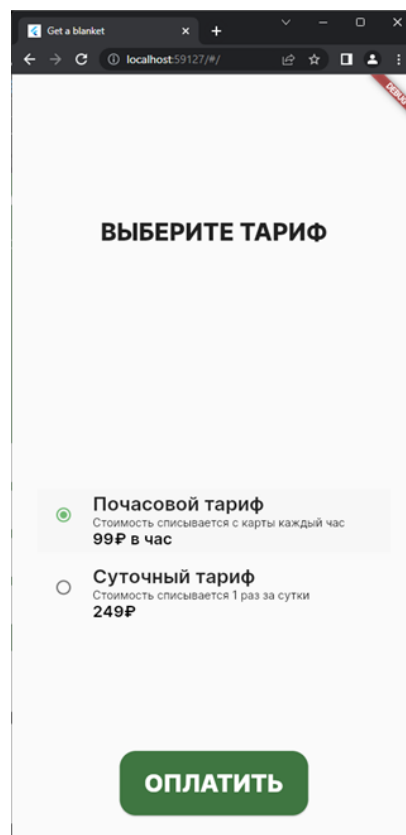 Get a blanket
localhost:59127/#/
DEBUG
ВЫБЕРИТЕ ТАРИФ
Почасовой тариф
Стоимость списывается с карты каждый час
99₽ в час
Суточный тариф
Стоимость списывается 1 раз за сутки
249₽
ОПЛАТИТЬ